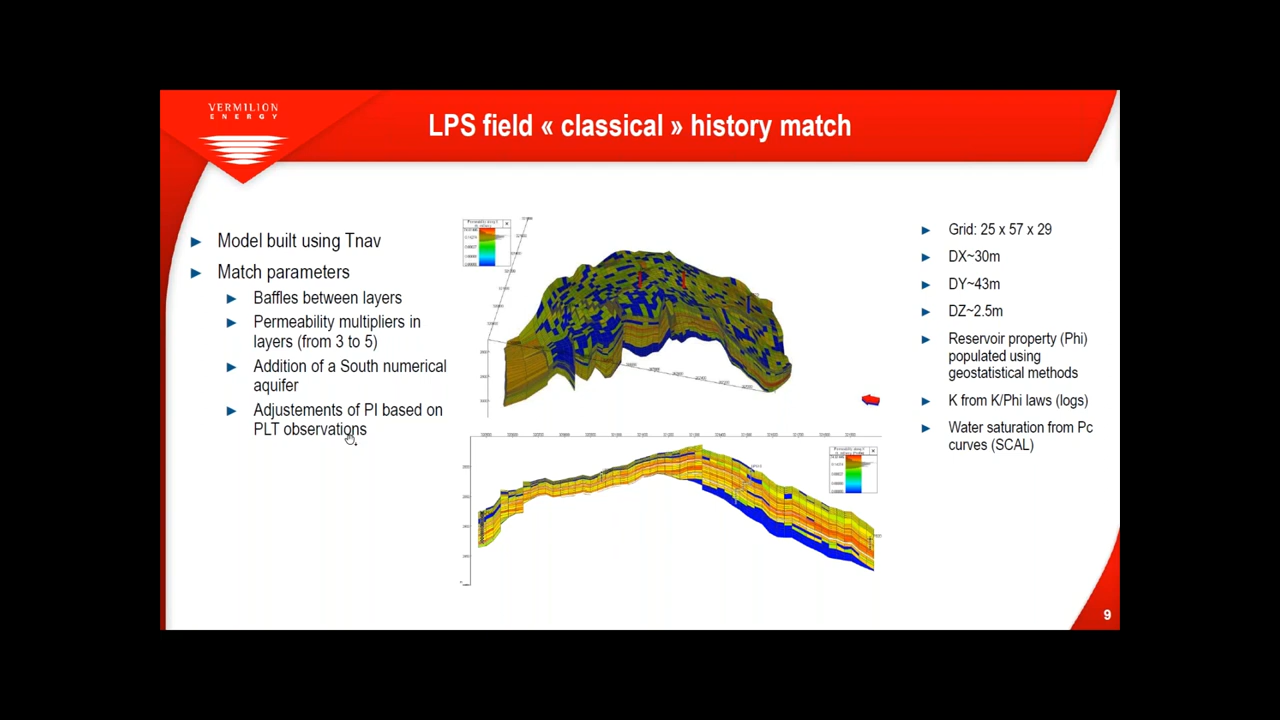 VERMILION
ENERGY
LPS field « classical » history match
Model built using Tnav
Match parameters
Baffles between layers
Permeability multipliers in
layers (from 3 to 5)
Addition of a South numerical
aquifer
Adjustements of PI based on
PLT observations
Grid: 25 x 57 x 29
DX~30m
DY~43m
DZ~2.5m
Reservoir property (Phi)
populated using
geostatistical methods
K from K/Phi laws (logs)
Water saturation from Pc
curves (SCAL)
9